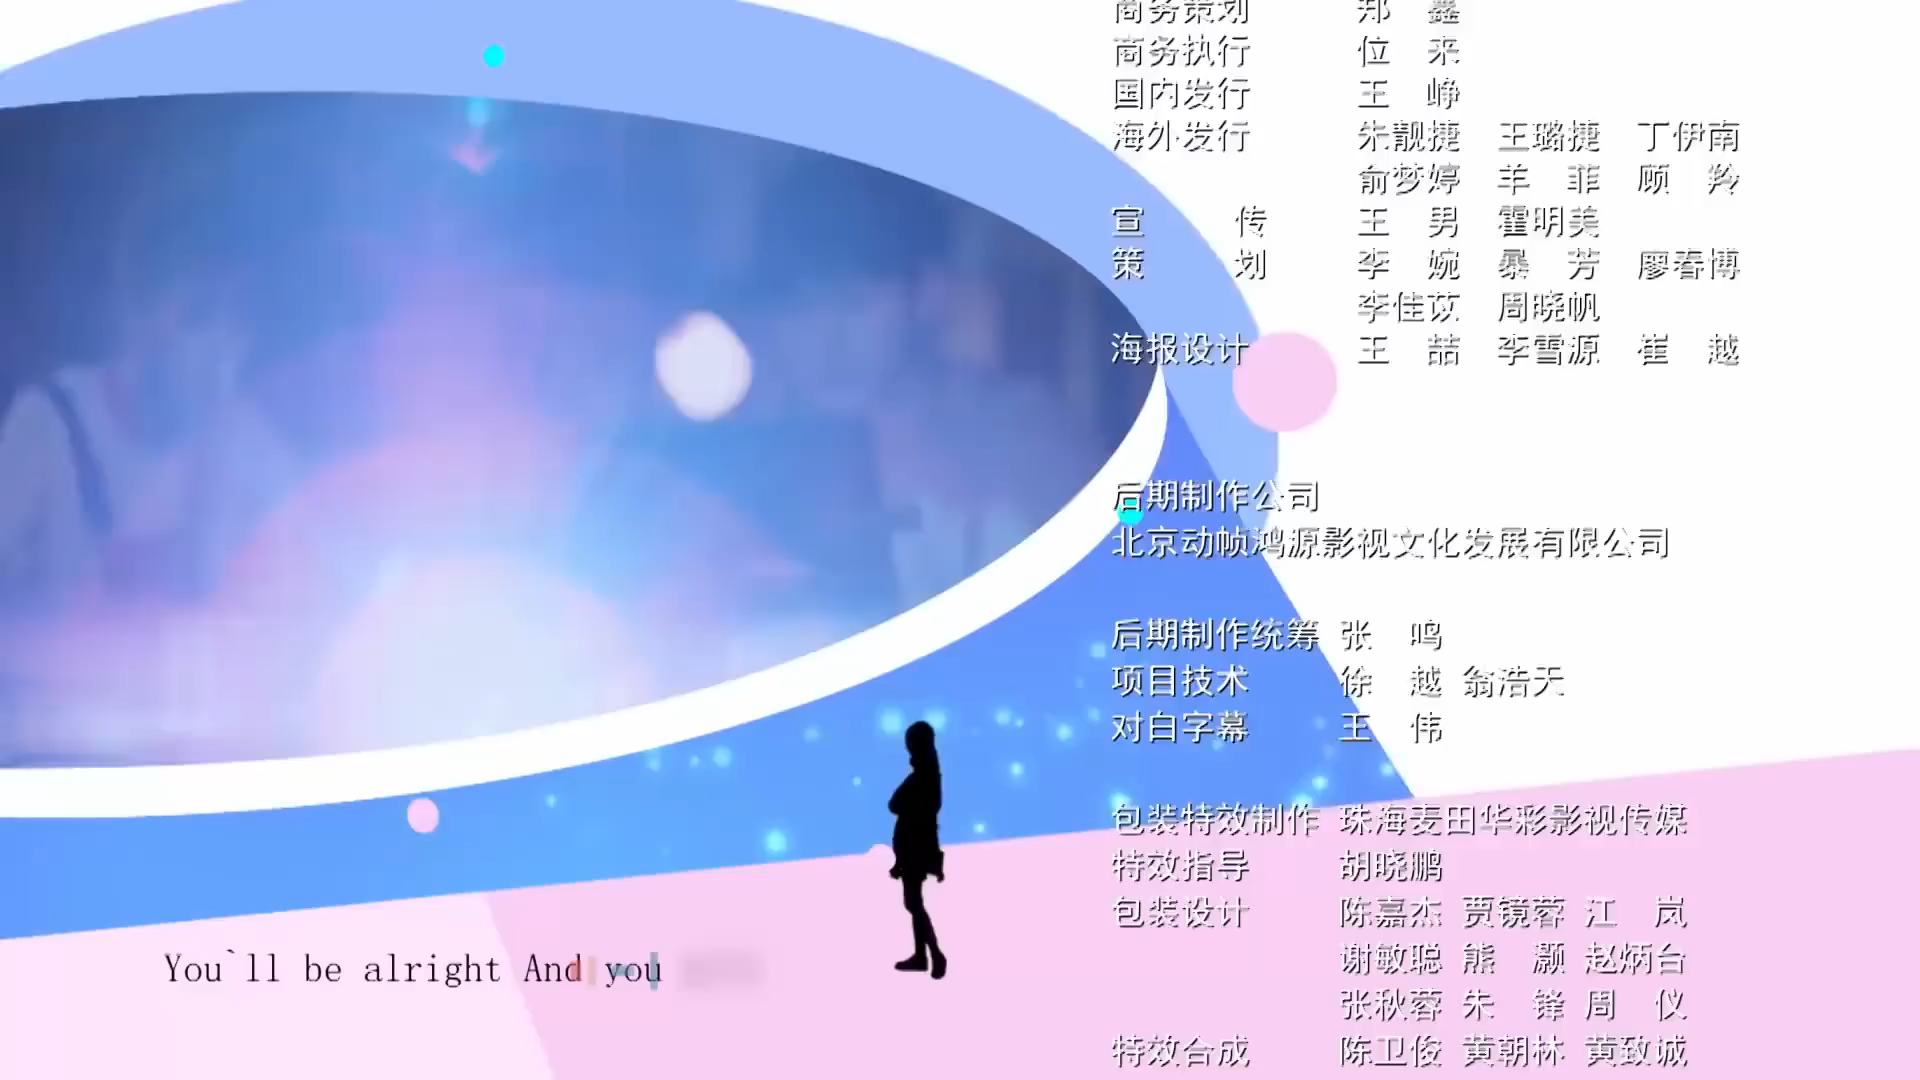 商务策划 郑 鑫
商务执行 位 来
国内发行 王 峥
海外发行 朱靓捷 王璐捷 丁伊南
俞梦婷 羊 菲 顾 羚
宣 传 王 男 霍明美
策 划 李 婉 暴 芳 廖春博
李佳苡 周晓帆
海报设计 王 喆 李雪源 崔 越
后期制作公司
北京动帧鸿源影视文化发展有限公司
后期制作统筹 张 鸣
项目技术 徐 越 翁浩天
对白字幕 王 伟
包装特效制作 珠海麦田华彩影视传媒
特效指导 胡晓鹏
包装设计 陈嘉杰 贾镜蓉 江 岚
谢敏聪 熊 灏 赵炳台
张秋蓉 朱 锋 周 仪
特效合成 陈卫俊 黄朝林 黄致诚
You`ll be alright And you